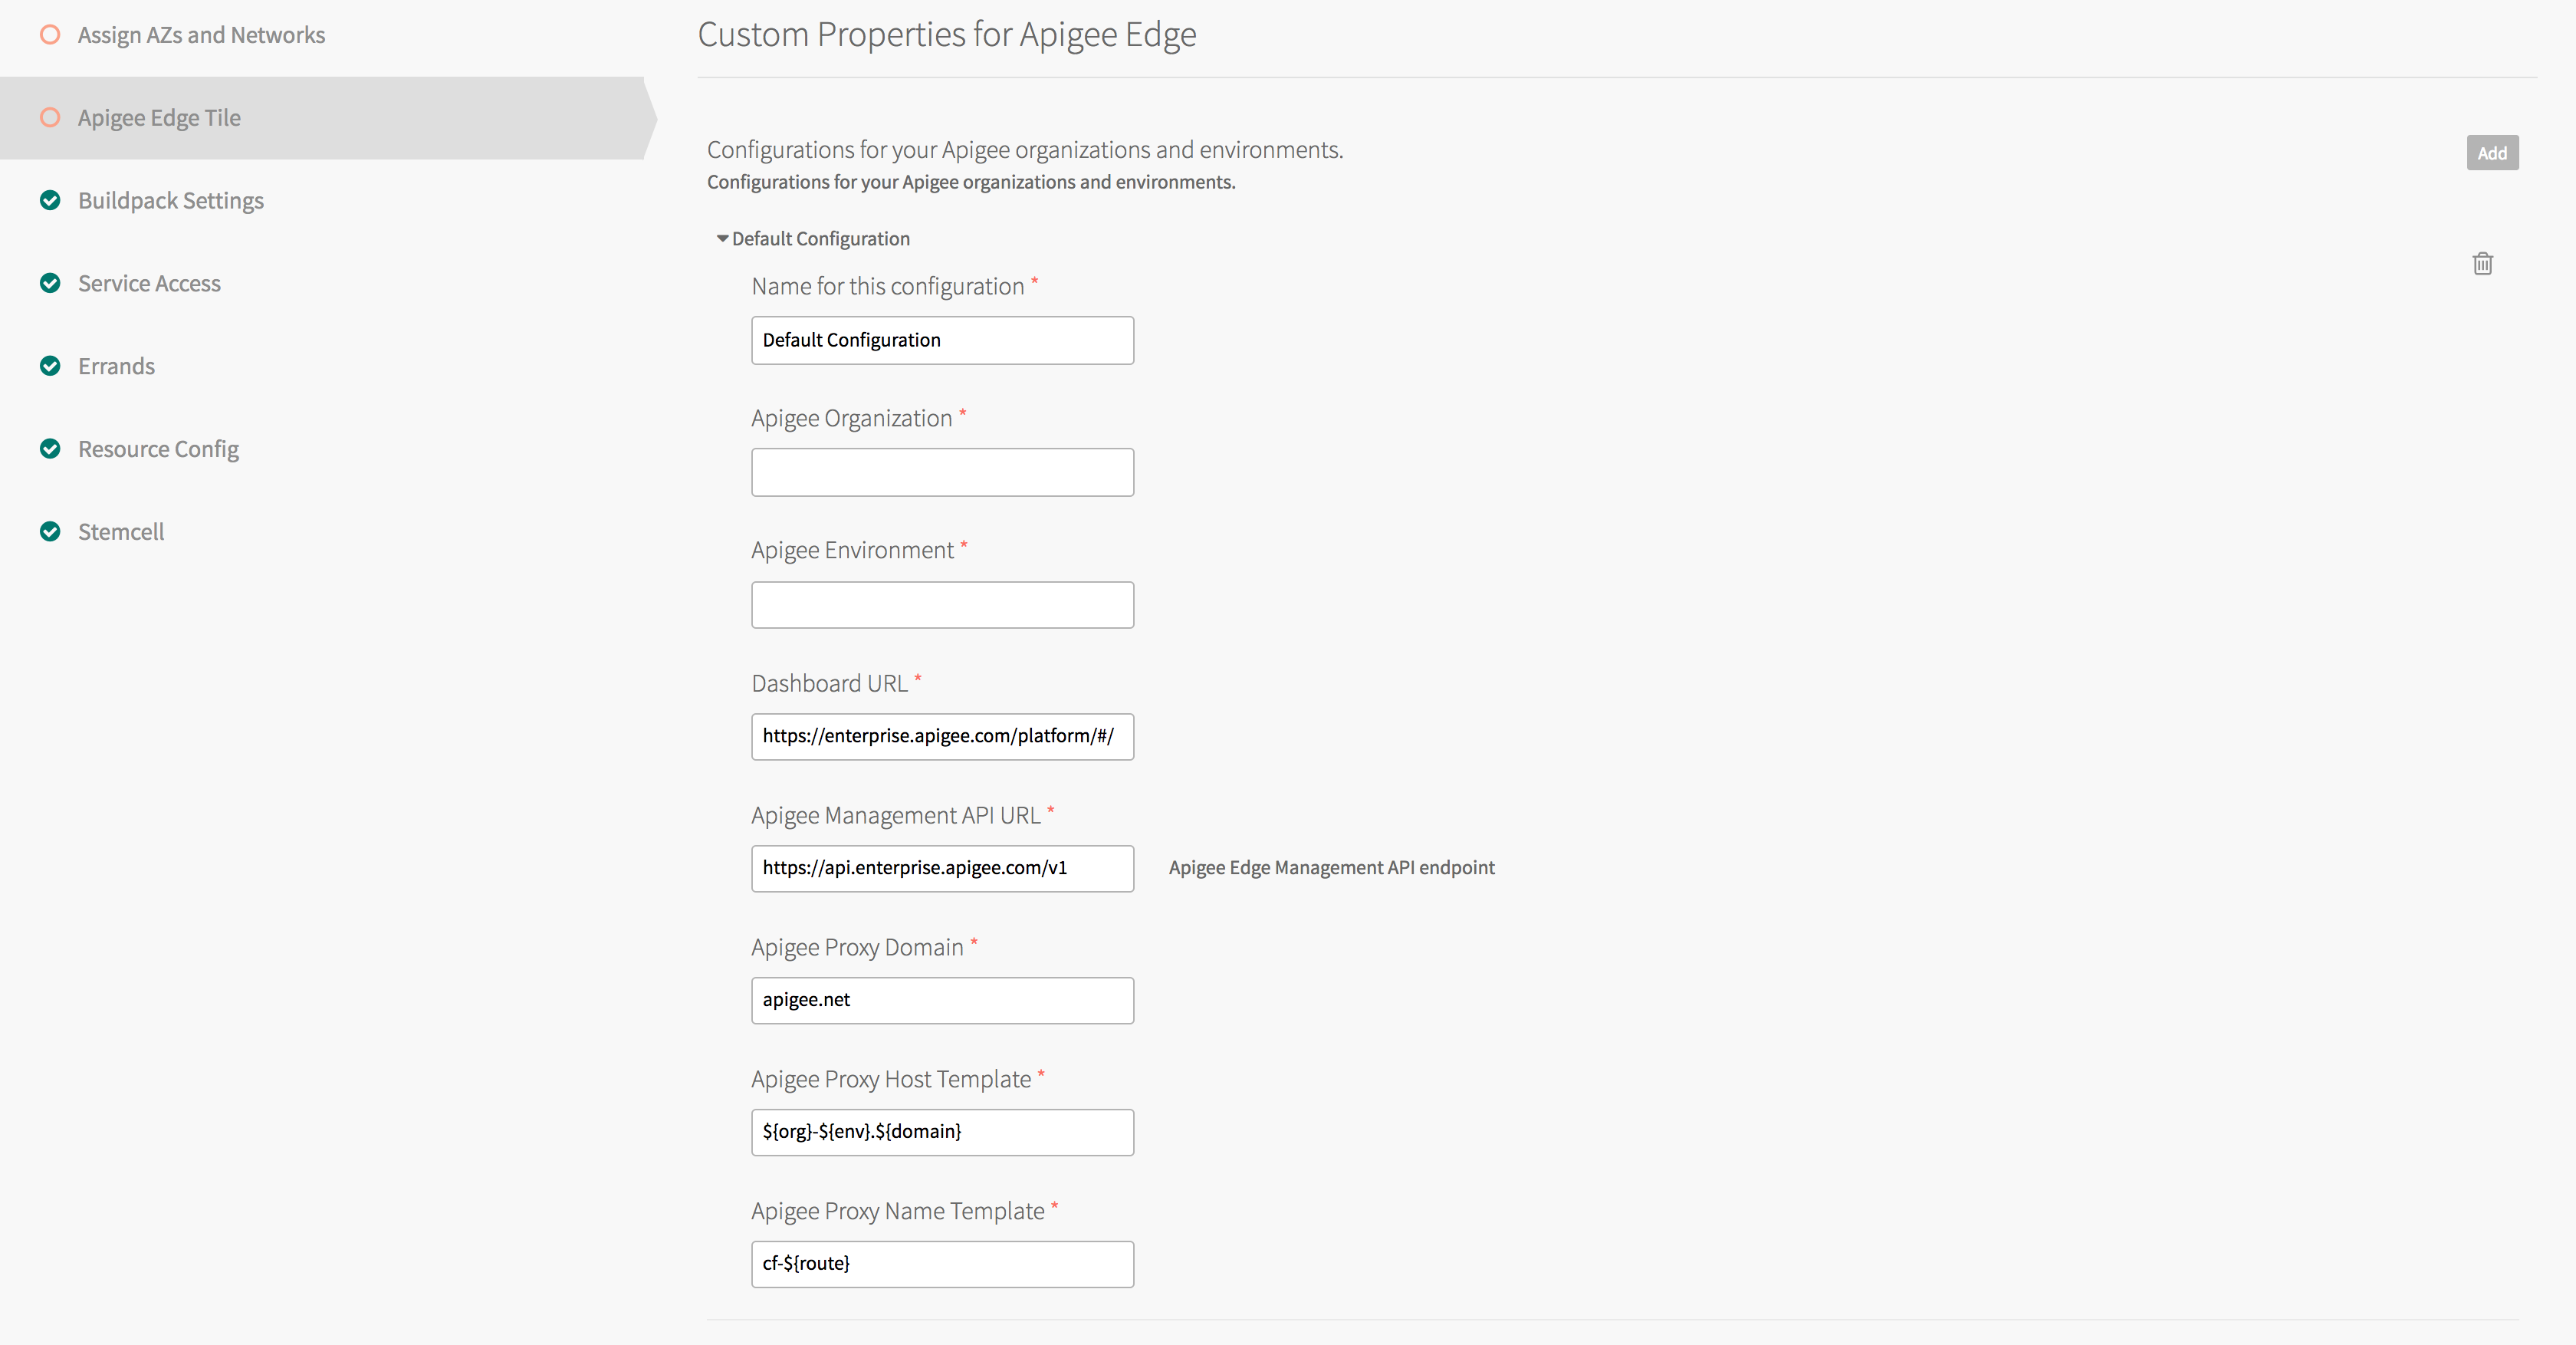 Assign AZs and Networks
Apigee Edge Tile
Buildpack Settings
Service Access
Errands
Resource Config
Stemcell
Custom Properties for Apigee Edge
Configurations for your Apigee organizations and environments.
Add
Configurations for your Apigee organizations and environments.
Default Configuration
Name for this configuration *
Default Configuration
Apigee Organization *
Apigee Environment *
Dashboard URL *
https://enterprise.apigee.com/platform/#/
Apigee Management API URL *
https://api.enterprise.apigee.com/v1
Apigee Edge Management API endpoint
Apigee Proxy Domain *
apigee.net
Apigee Proxy Host Template *
${org}-${env}.${domain}
Apigee Proxy Name Template *
cf-${route}